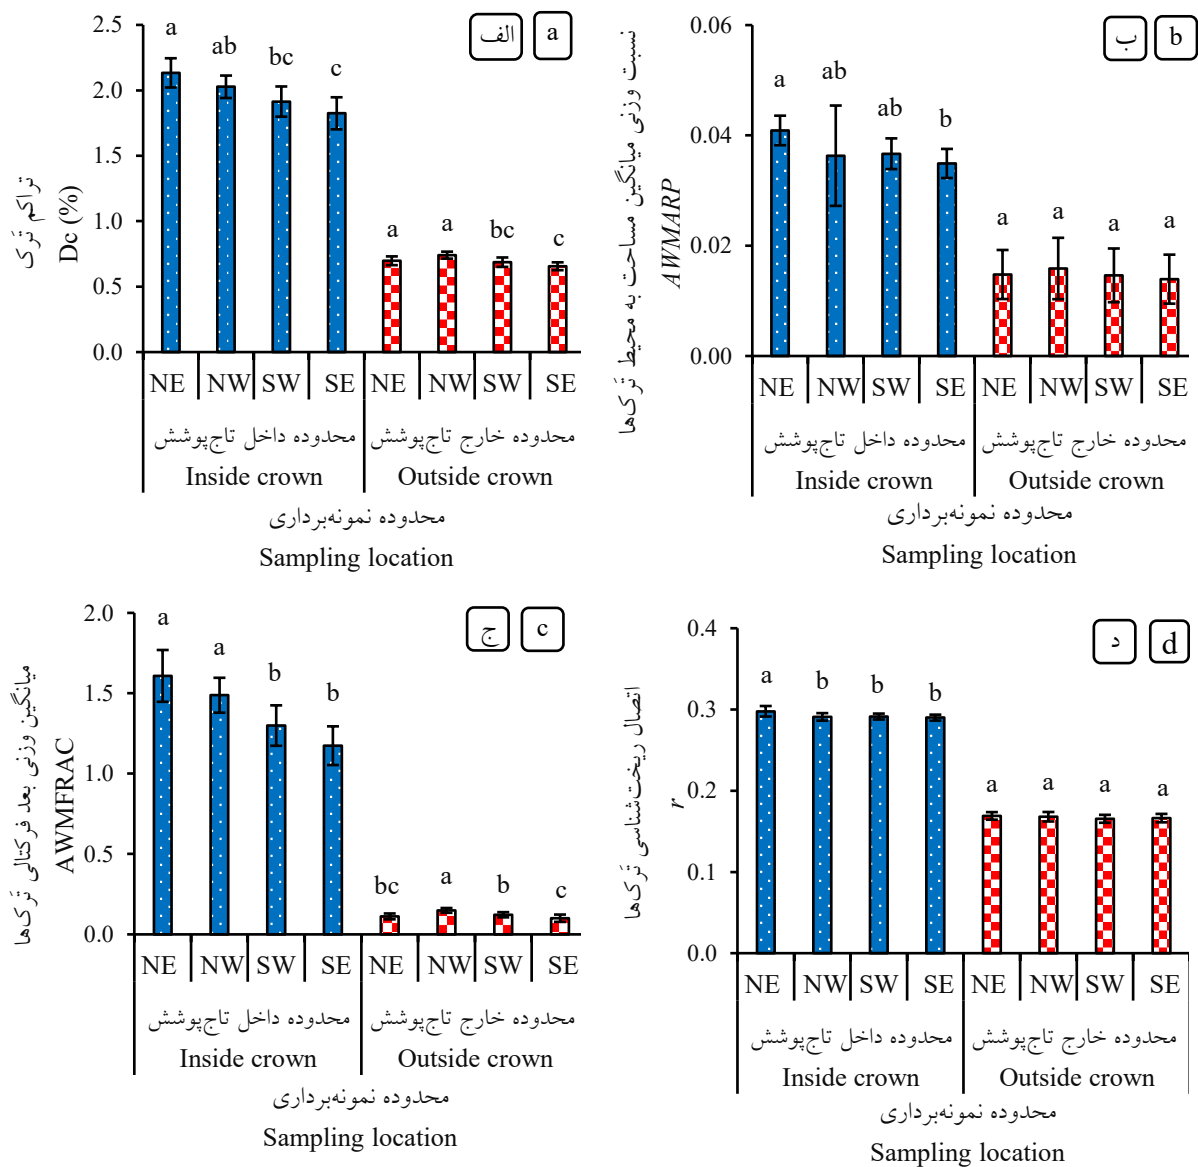 تراکم تَرک
Dc (%)
2.5
2.0
1.5
1.0
0.5
0.0
a
ab
bc
c
a
a
bc
c
الف
a
NE NW SW SE NE NW SW SE
محدوده داخل تاج‌پوشش
محدوده خارج تاج‌پوشش
Inside crown
Outside crown
محدوده نمونه‌برداری
Sampling location
نسبت وزنی میانگین مساحت به محیط تَرک‌ها
AWMARP
0.06
0.04
0.02
0.00
a
ab
ab
b
a
a
a
a
ب
b
NE NW SW SE NE NW SW SE
محدوده داخل تاج‌پوشش
محدوده خارج تاج‌پوشش
Inside crown
Outside crown
محدوده نمونه‌برداری
Sampling location
میانگین وزنی بعد فرکتالی تَرک‌ها
AWMFRAC
2.0
1.5
1.0
0.5
0.0
a
a
b
b
bc
a
b
c
ج
c
NE NW SW SE NE NW SW SE
محدوده داخل تاج‌پوشش
محدوده خارج تاج‌پوشش
Inside crown
Outside crown
محدوده نمونه‌برداری
Sampling location
اتصال ریخت‌شناسی تَرک‌ها
r
0.4
0.3
0.2
0.1
0.0
a
b
b
b
a
a
a
a
د
d
NE NW SW SE NE NW SW SE
محدوده داخل تاج‌پوشش
محدوده خارج تاج‌پوشش
Inside crown
Outside crown
محدوده نمونه‌برداری
Sampling location